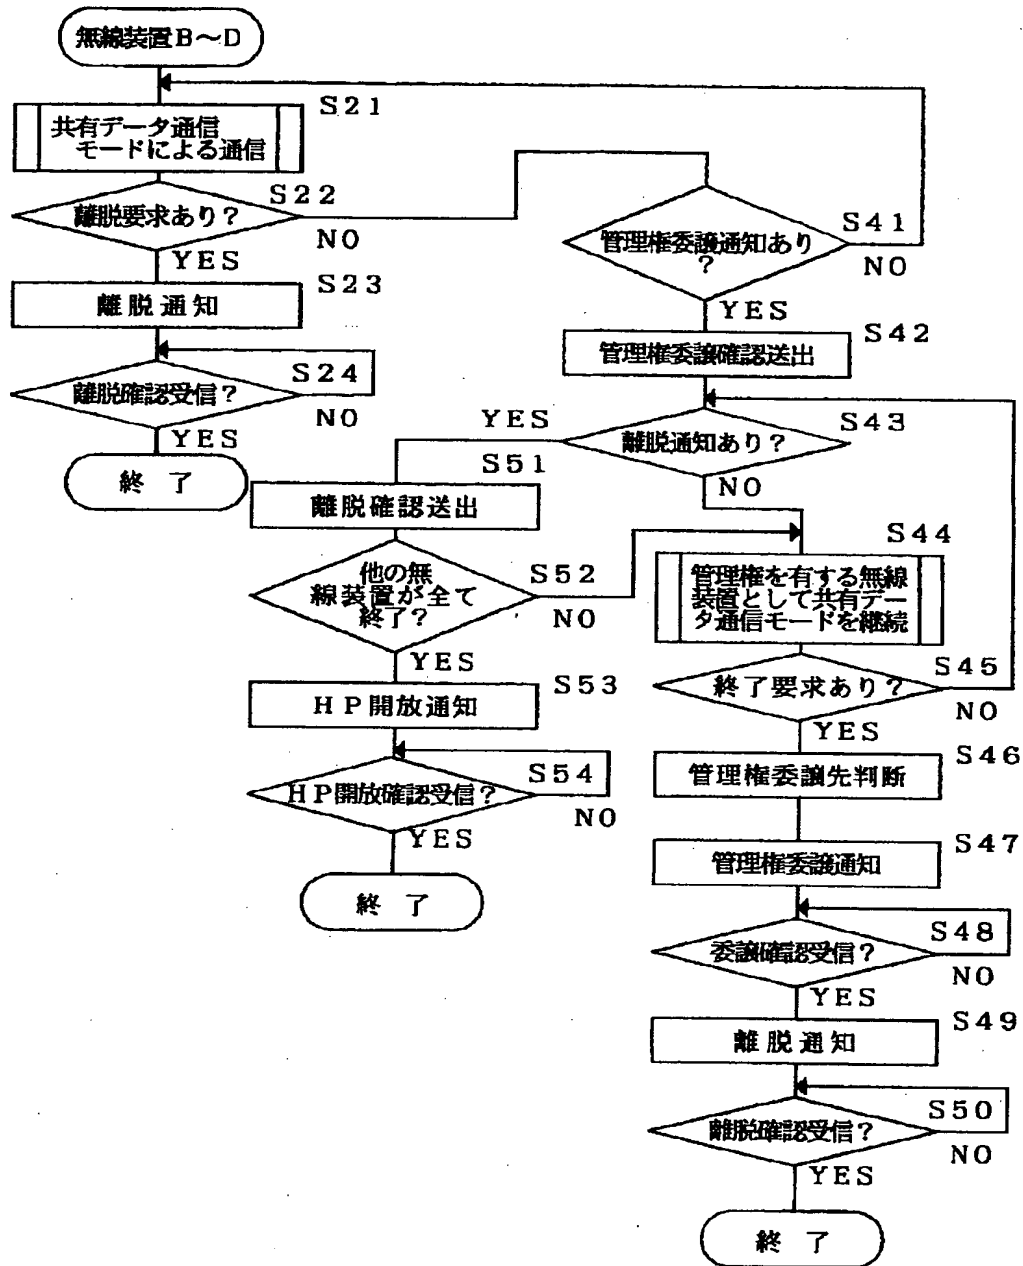 無線装置B～D
S21
共有データ通信
モードによる通信
S22
離脱要求あり？
NO
YES
S23
離脱通知
S24
離脱確認受信？
NO
YES
終了
S41
管理権委譲通知あり
？
NO
YES
S42
管理権委譲確認送出
S43
離脱通知あり？
YES
NO
S51
離脱確認送出
S52
他の無
線装置が全て
終了？
NO
YES
S53
HP開放通知
S54
HP開放確認受信？
NO
YES
終了
S44
管理権を有する無線
装置として共有デー
タ通信モードを継続
S45
終了要求あり？
NO
YES
S46
管理権委譲先判断
S47
管理権委譲通知
S48
委譲確認受信？
NO
YES
S49
離脱通知
S50
離脱確認受信？
NO
YES
終了